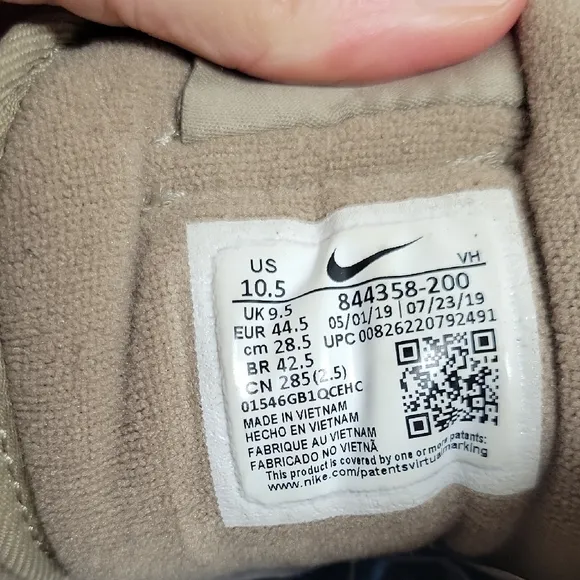 US
10.5
VH
844358-200
UK 9.5
05/01/19 | 07/23/19
EUR 44.5
UPC 00826220792491
cm 28.5
BR 42.5
CN 285(2.5)
01546GB1QCEHC
MADE IN VIETNAM
HECHO EN VIETNAM
FABRIQUE AU VIETNAM
FABRICADO NO VIETNÃ
This product is covered by one or more patents:
www.nike.com/patentsvirtualmarking